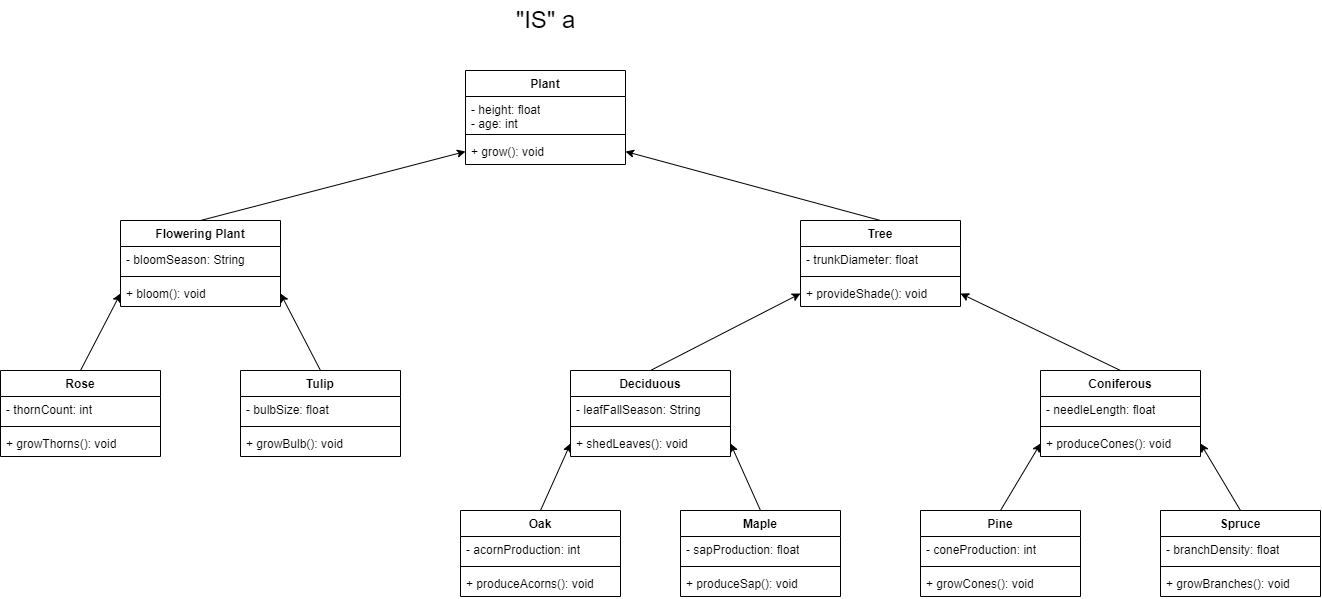 "IS" a
Plant
- height: float
- age: int
+ grow(): void
Flowering Plant
- bloomSeason: String
+ bloom(): void
Tree
- trunkDiameter: float
+ provideShade(): void
Rose
- thornCount: int
+ growThorns(): void
Tulip
- bulbSize: float
+ growBulb(): void
Deciduous
- leafFallSeason: String
+ shedLeaves(): void
Coniferous
- needleLength: float
+ produceCones(): void
Oak
- acornProduction: int
+ produceAcorns(): void
Maple
- sapProduction: float
+ produceSap(): void
Pine
- coneProduction: int
+ growCones(): void
Spruce
- branchDensity: float
+ growBranches(): void